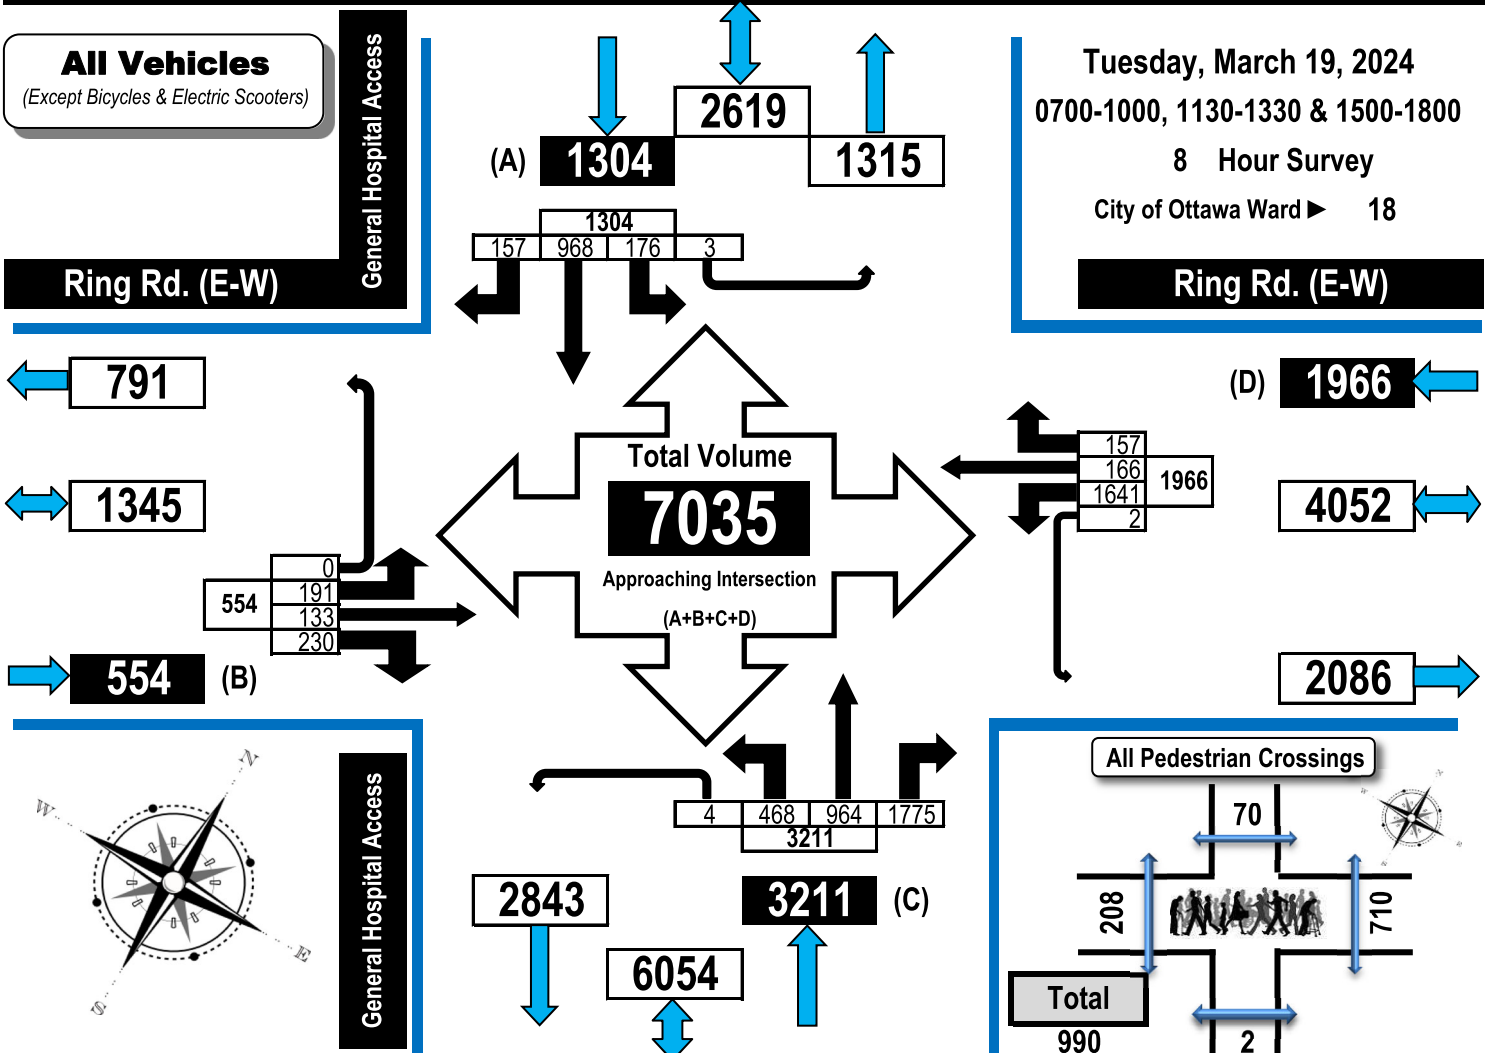 All Vehicles
(Except Bicycles & Electric Scooters)
General Hospital Access
Ring Rd. (E-W)
2619
(A)
1304
1315
1304
157 968 176 3
Tuesday, March 19, 2024
0700-1000, 1130-1330 & 1500-1800
8 Hour Survey
City of Ottawa Ward ► 18
Ring Rd. (E-W)
791
1345
0
191
133
230
554
554
(B)
Total Volume
7035
Approaching Intersection
(A+B+C+D)
(D)
1966
157
166
1641
2
1966
4052
2086
4 468 964 1775
3211
2843
3211
(C)
6054
N
W
E
S
General Hospital Access
All Pedestrian Crossings
70
208
710
Total
990
2